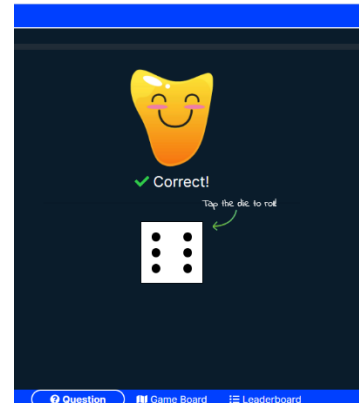 Correct!
Tap the die to roll!
Question Game Board Leaderboard